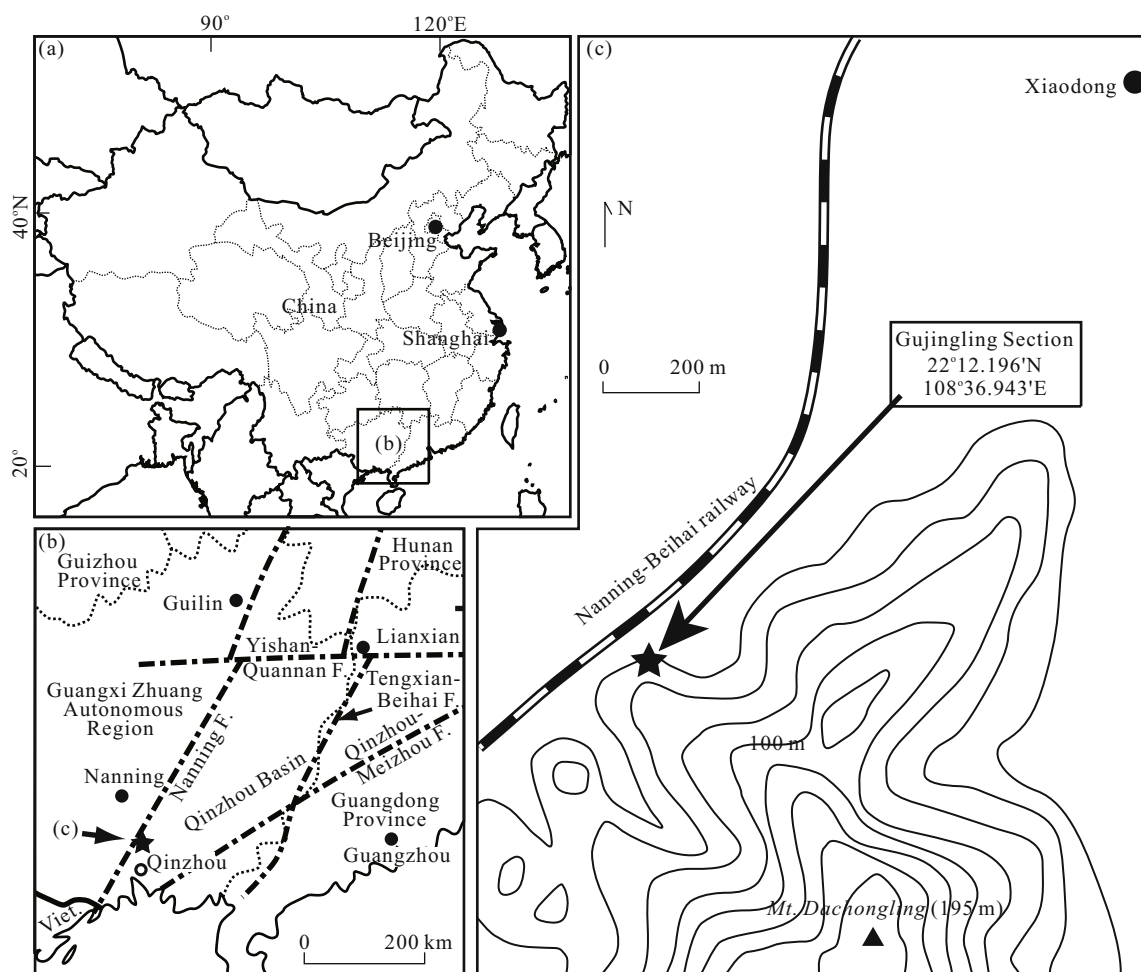 90°
120°E
(a)
40°N
20°
Beijing
China
Shanghai
(b)
(b)
Guizhou
Province
Hunan
Province
Guilin
Lianxian
Yishan-
Quannan F.
Guangxi Zhuang
Autonomous
Region
Tengxian-
Beihai F.
Nanning F.
Qinzhou-
Meizhou F.
Nanning
Qinzhou Basin
Guangdong
Province
(c)
Qinzhou
Guangzhou
Viet.
0 200 km
(c)
Xiaodong
N
0 200 m
Gujingling Section
22°12.196'N
108°36.943'E
Nanning-Beihai railway
100 m
Mt. Dachongling (195 m)